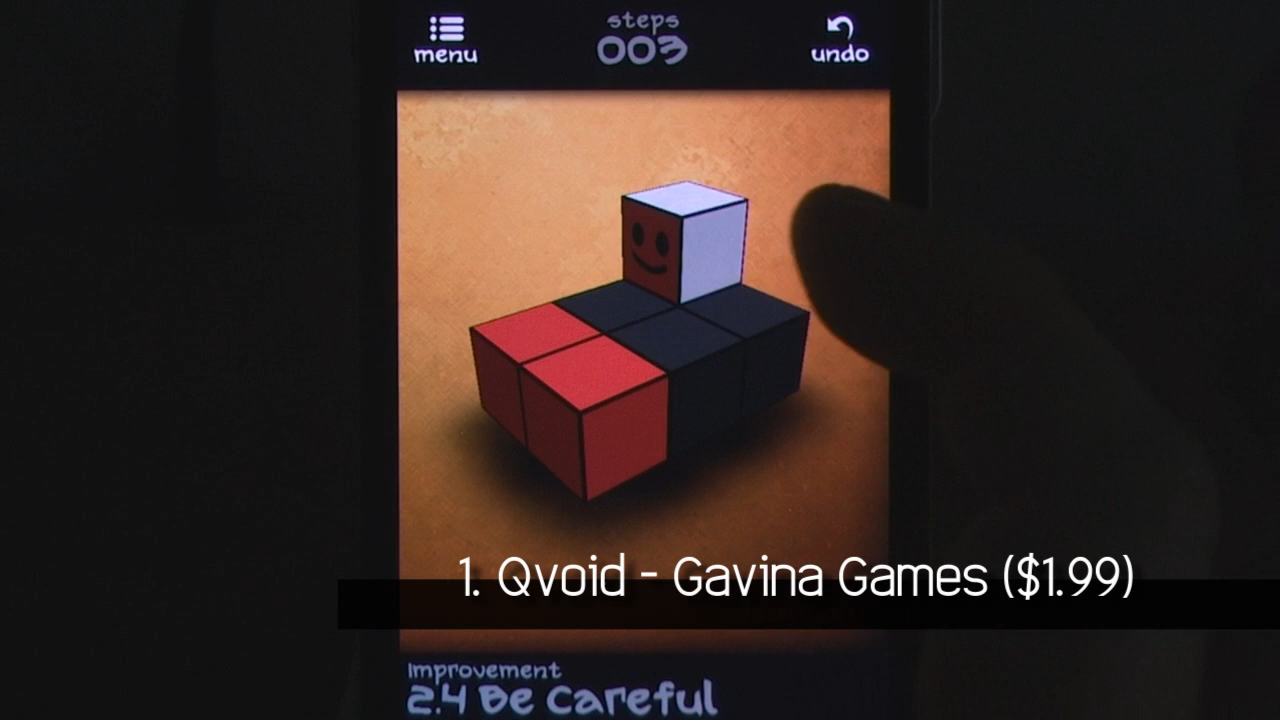 menu
steps
003
undo
1. Qvoid - Gavina Games ($1.99)
Improvement
2.4 Be Careful